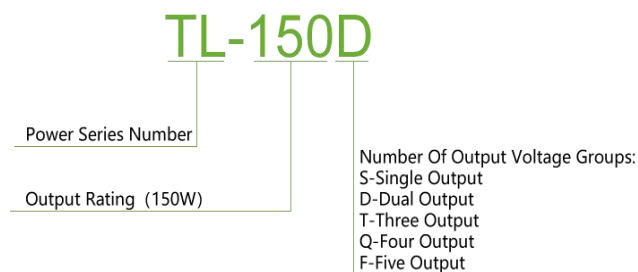 TL-150D
Power Series Number
Output Rating（150W）
Number Of Output Voltage Groups:
S-Single Output
D-Dual Output
T-Three Output
Q-Four Output
F-Five Output